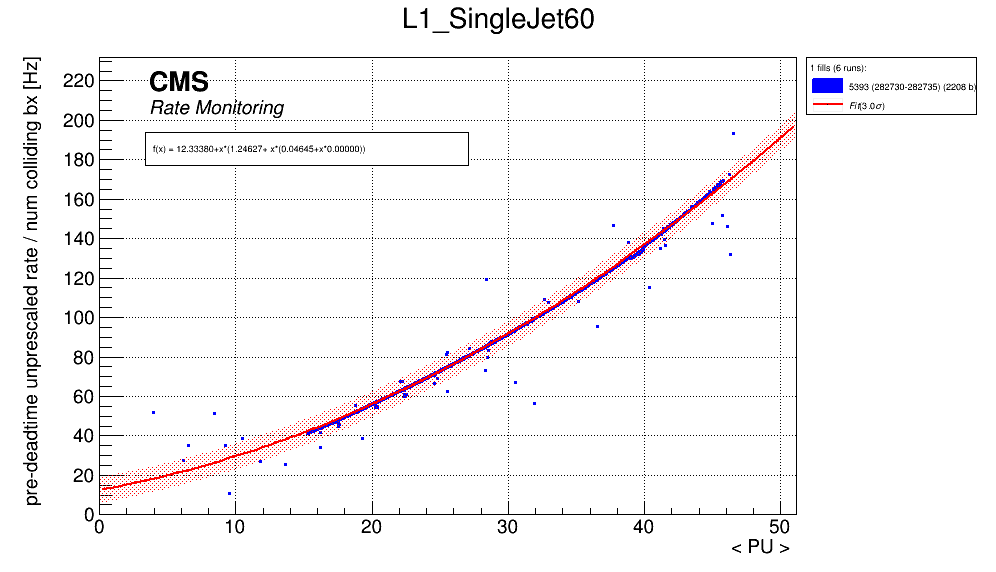 L1_SingleJet60
pre-deadtime unprescaled rate / num colliding bx [Hz]
220
200
180
160
140
120
100
80
60
40
20
0
CMS
Rate Monitoring
f(x) = 12.33380+x*(1.24627+ x*(0.04645+x*0.00000))
0 10 20 30 40 50
< PU >
1 fills (6 runs):
5393 (282730-282735) (2208 b)
Fit(3.0σ)